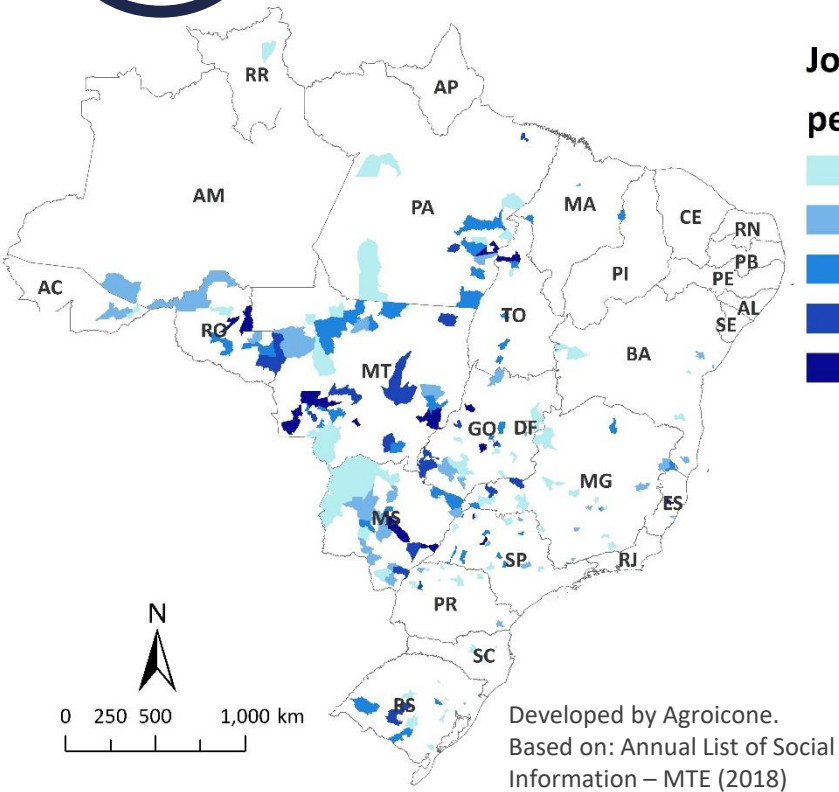 Jo
pe
RR
AP
AM
PA
MA
CE
RN
PB
PE
AL
SE
PI
AC
RO
TO
BA
MT
GO
DF
MG
ES
MS
SP
RJ
PR
SC
RS
N
0 250 500 1,000 km
Developed by Agroicone.
Based on: Annual List of Social
Information – MTE (2018)